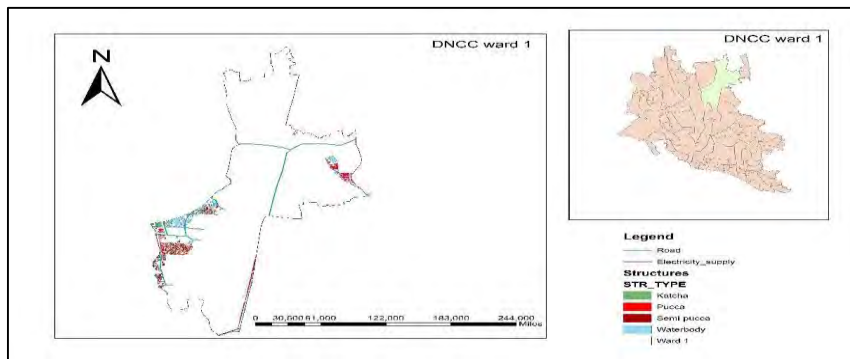 DNCC ward 1
N
0 30,500 61,000 122,000 183,000 244,000
Miles
DNCC ward 1
Legend
Road
Electricity_supply
Structures
STR_TYPE
Katcha
Pucca
Semi pucca
Waterbody
Ward 1